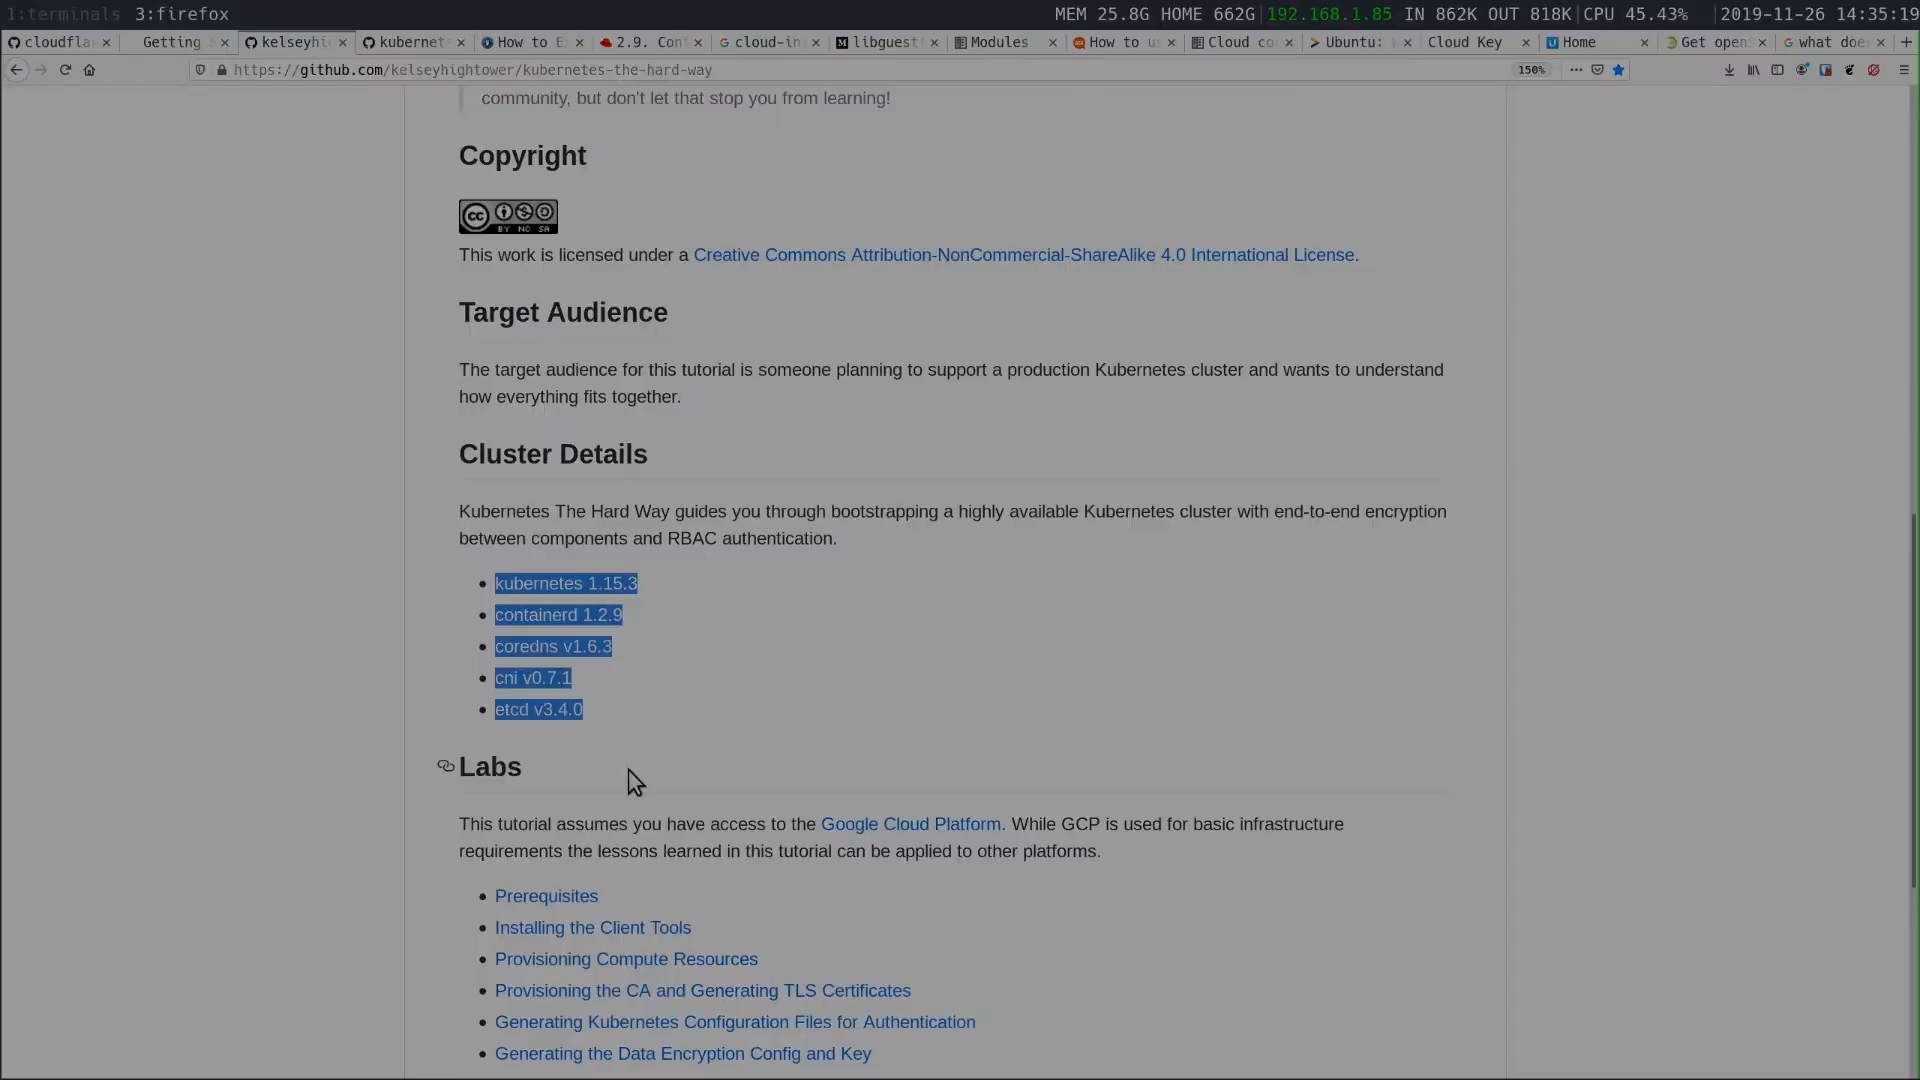 1:terminals 3:firefox MEM 25.8G HOME 662G 192.168.1.85 IN 862K OUT 818K CPU 45.43% 2019-11-26 14:35:19
cloudfla Getting kelseyhi kubernet How to E 2.9. Con cloud-in libguest Modules How to u Cloud co Ubuntu: Cloud Key Home Get open what doe
https://github.com/kelseyhightower/kubernetes-the-hard-way 150%
community, but don't let that stop you from learning!
Copyright
cc BY NC SA
This work is licensed under a Creative Commons Attribution-NonCommercial-ShareAlike 4.0 International License.
Target Audience
The target audience for this tutorial is someone planning to support a production Kubernetes cluster and wants to understand
how everything fits together.
Cluster Details
Kubernetes The Hard Way guides you through bootstrapping a highly available Kubernetes cluster with end-to-end encryption
between components and RBAC authentication.
kubernetes 1.15.3
containerd 1.2.9
coredns v1.6.3
cni v0.7.1
etcd v3.4.0
Labs
This tutorial assumes you have access to the Google Cloud Platform. While GCP is used for basic infrastructure
requirements the lessons learned in this tutorial can be applied to other platforms.
Prerequisites
Installing the Client Tools
Provisioning Compute Resources
Provisioning the CA and Generating TLS Certificates
Generating Kubernetes Configuration Files for Authentication
Generating the Data Encryption Config and Key